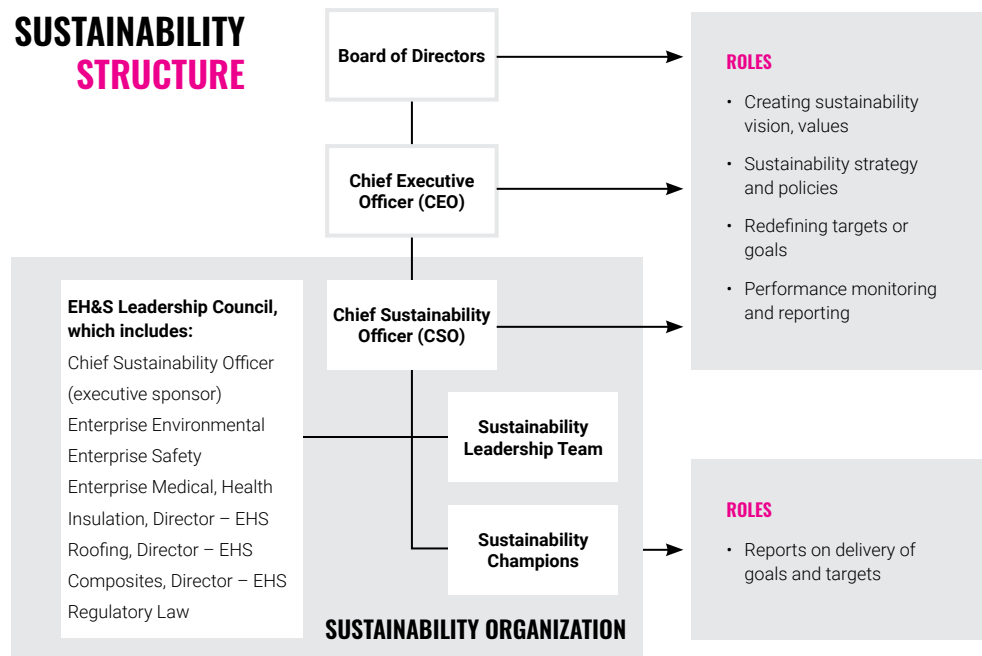 SUSTAINABILITY
STRUCTURE
Board of Directors
Chief Executive
Officer (CEO)
ROLES
• Creating sustainability
vision, values
• Sustainability strategy
and policies
• Redefining targets or
goals
• Performance monitoring
and reporting
EH&S Leadership Council,
which includes:
Chief Sustainability Officer
(executive sponsor)
Enterprise Environmental
Enterprise Safety
Enterprise Medical, Health
Insulation, Director – EHS
Roofing, Director – EHS
Composites, Director – EHS
Regulatory Law
Chief Sustainability
Officer (CSO)
Sustainability
Leadership Team
Sustainability
Champions
SUSTAINABILITY ORGANIZATION
ROLES
• Reports on delivery of
goals and targets